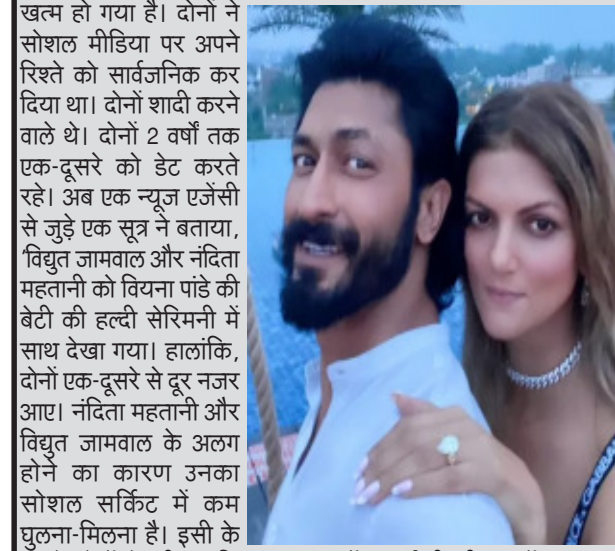 खत्म हो गया है। दोनों ने
सोशल मीडिया पर अपने
रिश्ते को सार्वजनिक कर
दिया था। दोनों शादी करने
वाले थे। दोनों 2 वर्षों तक
एक-दूसरे को डेट करते
रहे। अब एक न्यूज एजेंसी
से जुड़े एक सूत्र ने बताया,
'विद्युत जामवाल और नंदिता
महतानी को वियना पांडे की
बेटी की हल्दी सेरिमनी में
साथ देखा गया। हालांकि,
दोनों एक-दूसरे से दूर नजर
आए। नंदिता महतानी और
विद्युत जामवाल के अलग
होने का कारण उनका
सोशल सर्किट में कम
घुलना-मिलना है। इसी के